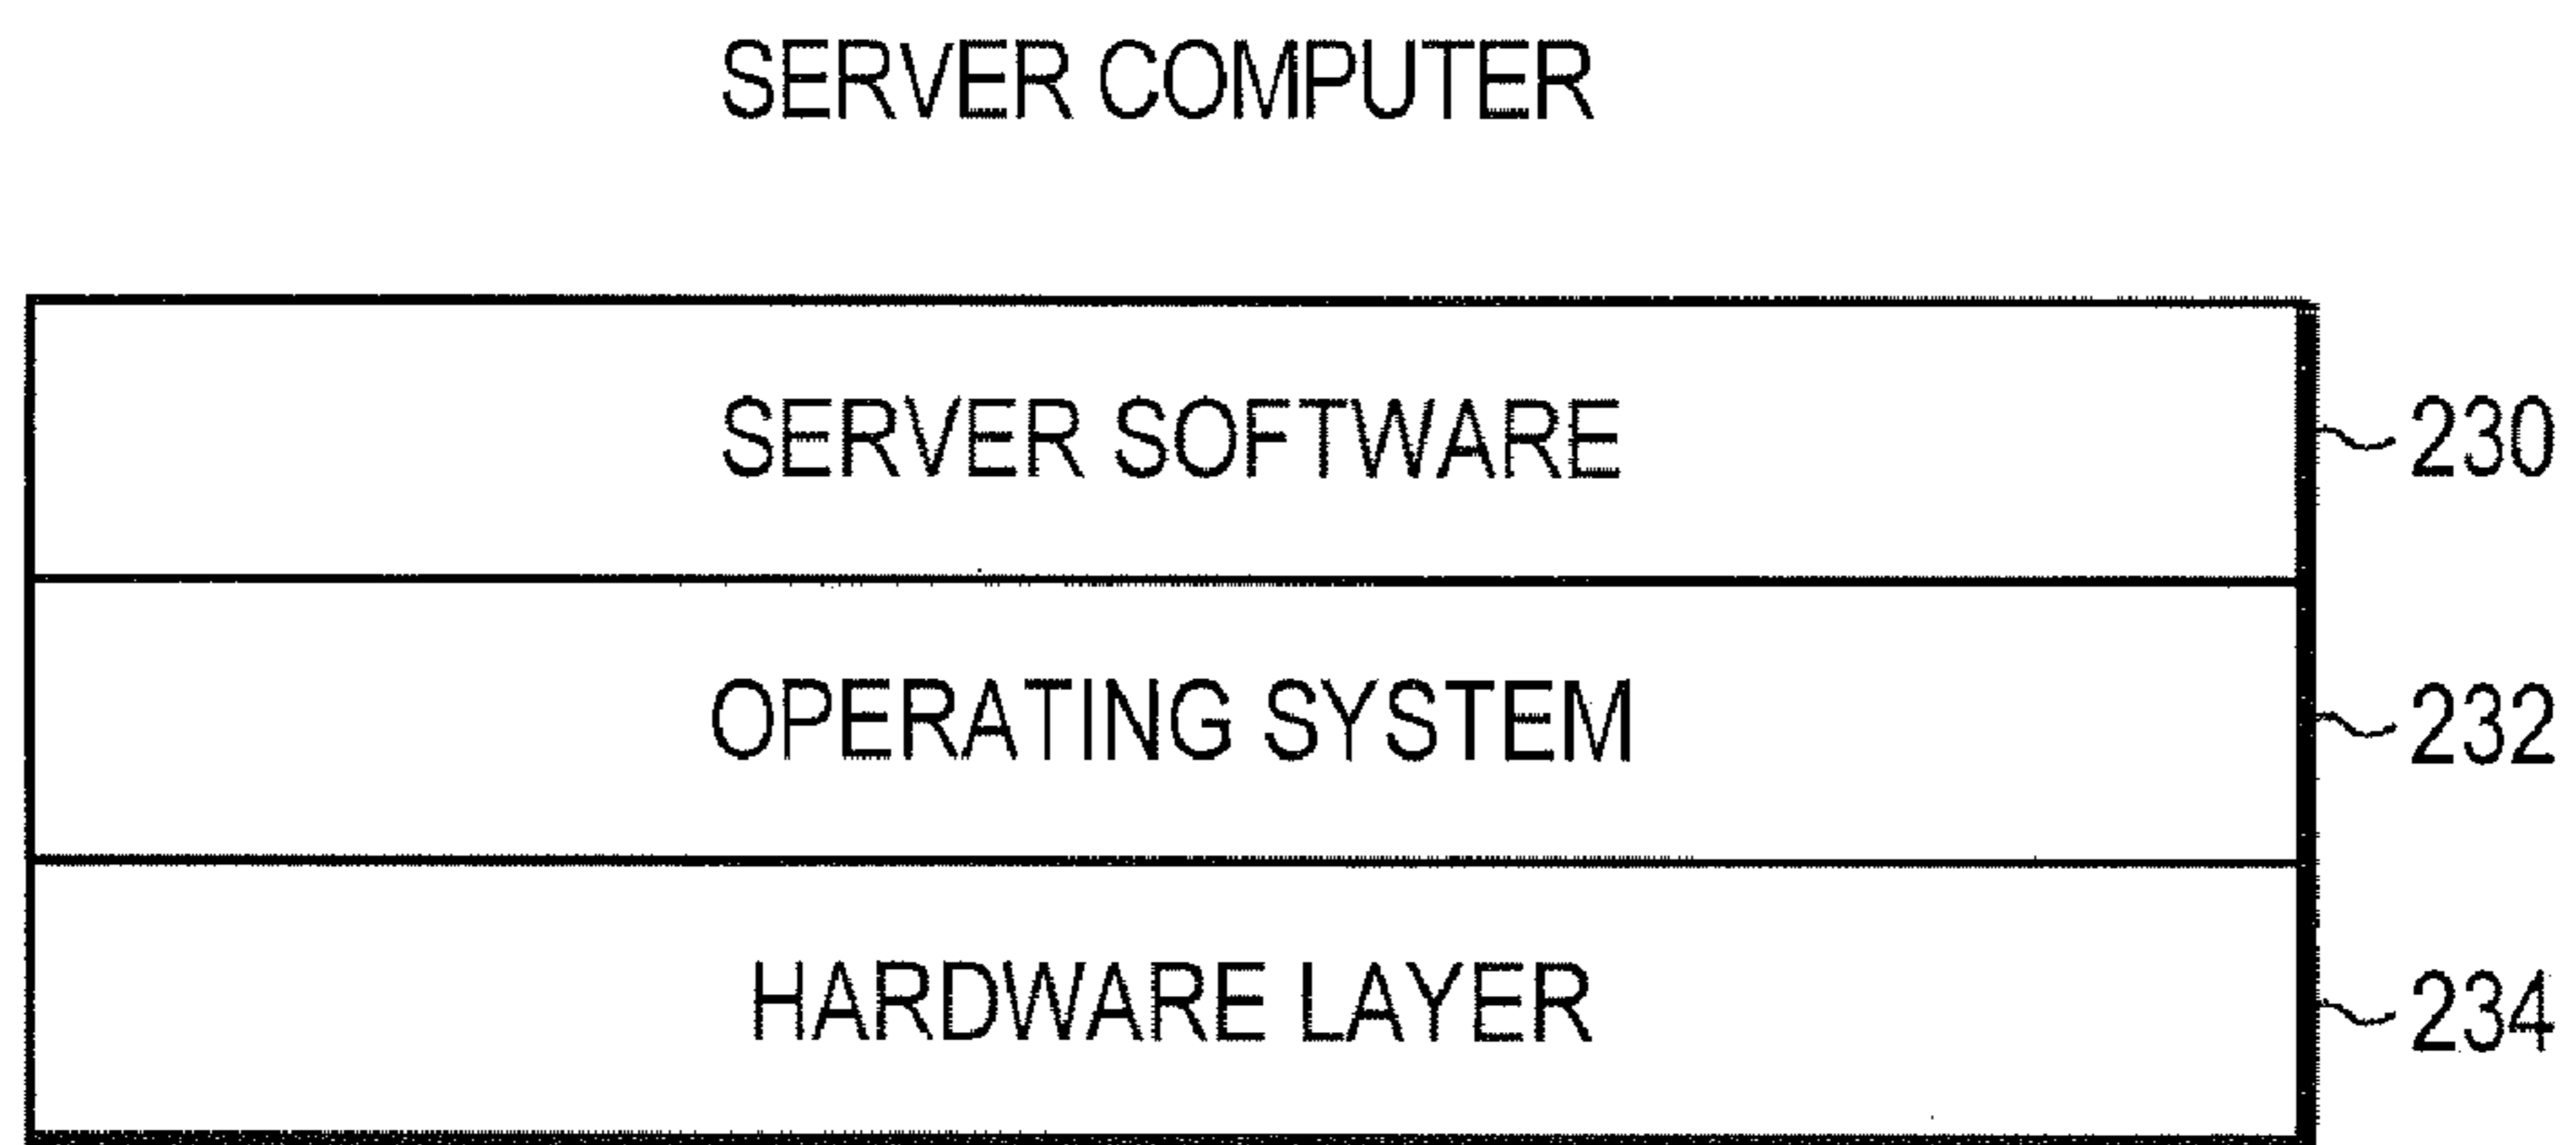 SERVER COMPUTER
SERVER SOFTWARE 230
OPERATING SYSTEM 232
HARDWARE LAYER 234